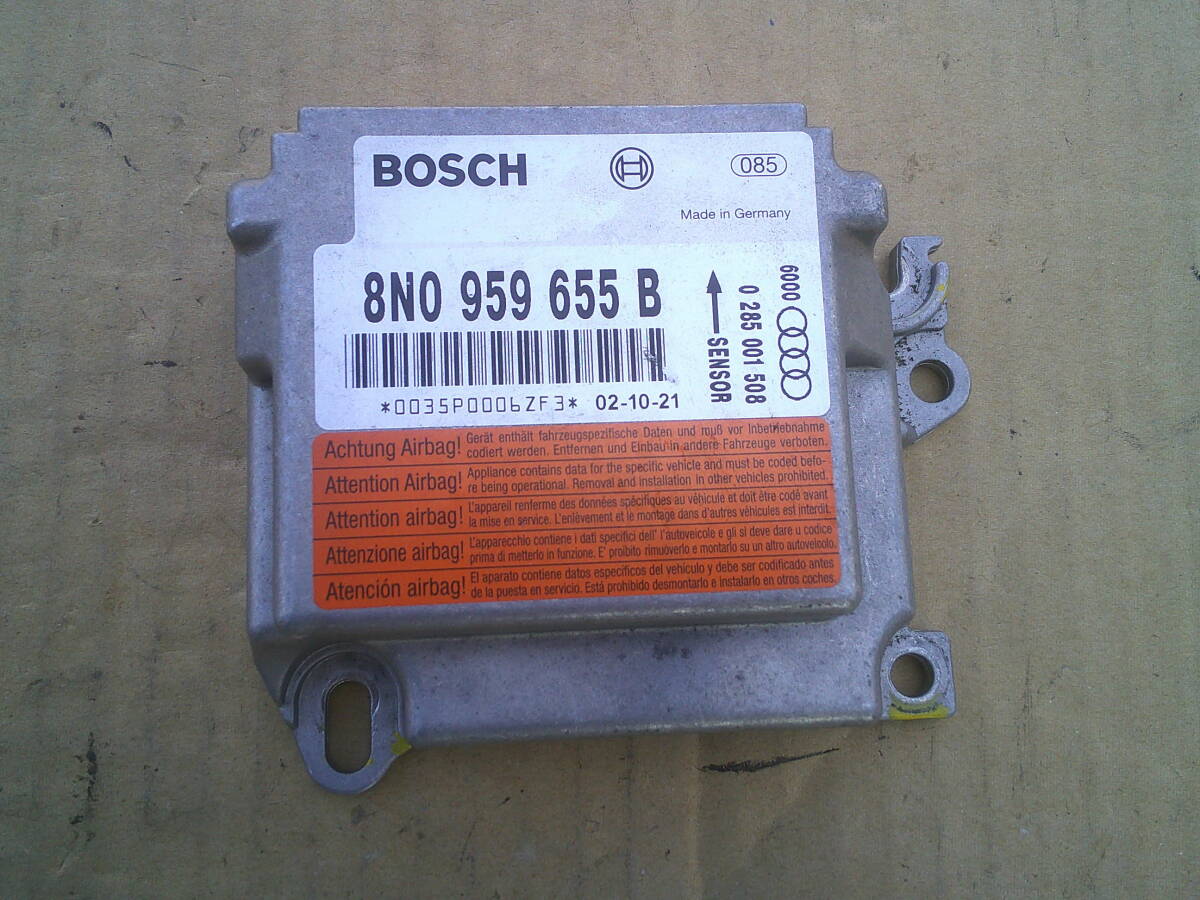 BOSCH
085
Made in Germany
8N0 959 655 B
*0035P0006ZF3* 02-10-21
SENSOR
0 285 001 508
6000
Achtung Airbag! Gerät enthält fahrzeugspezifische Daten und muß vor Inbetriebnahme
codiert werden. Entfernen und Einbau in andere Fahrzeuge verboten.
Attention Airbag! Appliance contains data for the specific vehicle and must be coded befo-
re being operational. Removal and installation in other vehicles prohibited.
Attention airbag! L'appareil renferme des données spécifiques au véhicule et doit être codé avant
la mise en service. L'enlèvement et le montage dans d'autres véhicules est interdit.
Attenzione airbag! L'apparecchio contiene i dati specifici dell' l'autoveicole e gli si deve dare u codice
prima di metterlo in funzione. E' proibito rimuoverlo e montarlo su un altro autoveicolo.
Atención airbag! El aparato contiene datos especificos del vehículo y debe ser codificado antes
de la puesta en servicio. Está prohibido desmontarlo e instalarlo en otros coches.